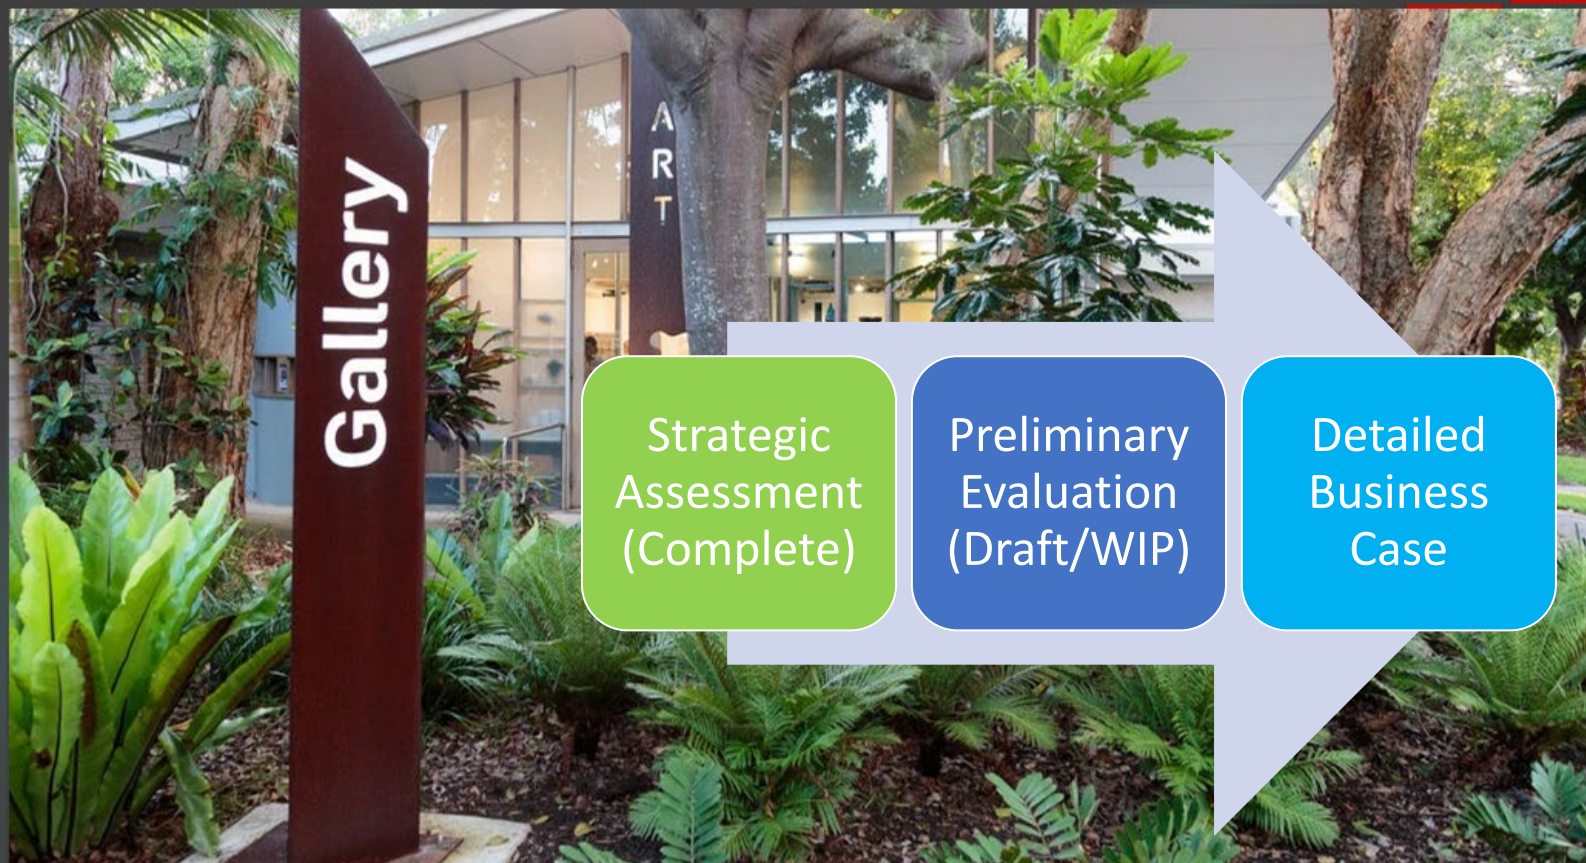 Gallery
ART
Strategic
Assessment
(Complete)
Preliminary
Evaluation
(Draft/WIP)
Detailed
Business
Case